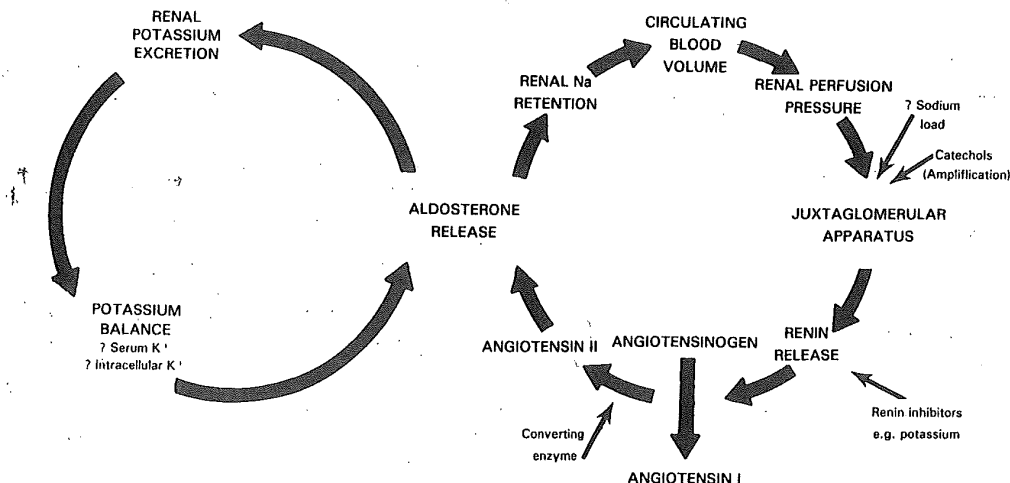 RENAL
POTASSIUM
EXCRETION
CIRCULATING
BLOOD
VOLUME
RENAL Na
RETENTION
RENAL PERFUSION
PRESSURE
? Sodium
load
Catechols
(Ampliflication)
ALDOSTERONE
RELEASE
JUXTAGLOMERULAR
APPARATUS
POTASSIUM
BALANCE
? Serum K+
? Intracellular K+
ANGIOTENSIN II
ANGIOTENSINOGEN
RENIN
RELEASE
Converting
enzyme
Renin inhibitors
e.g. potassium
ANGIOTENSIN I